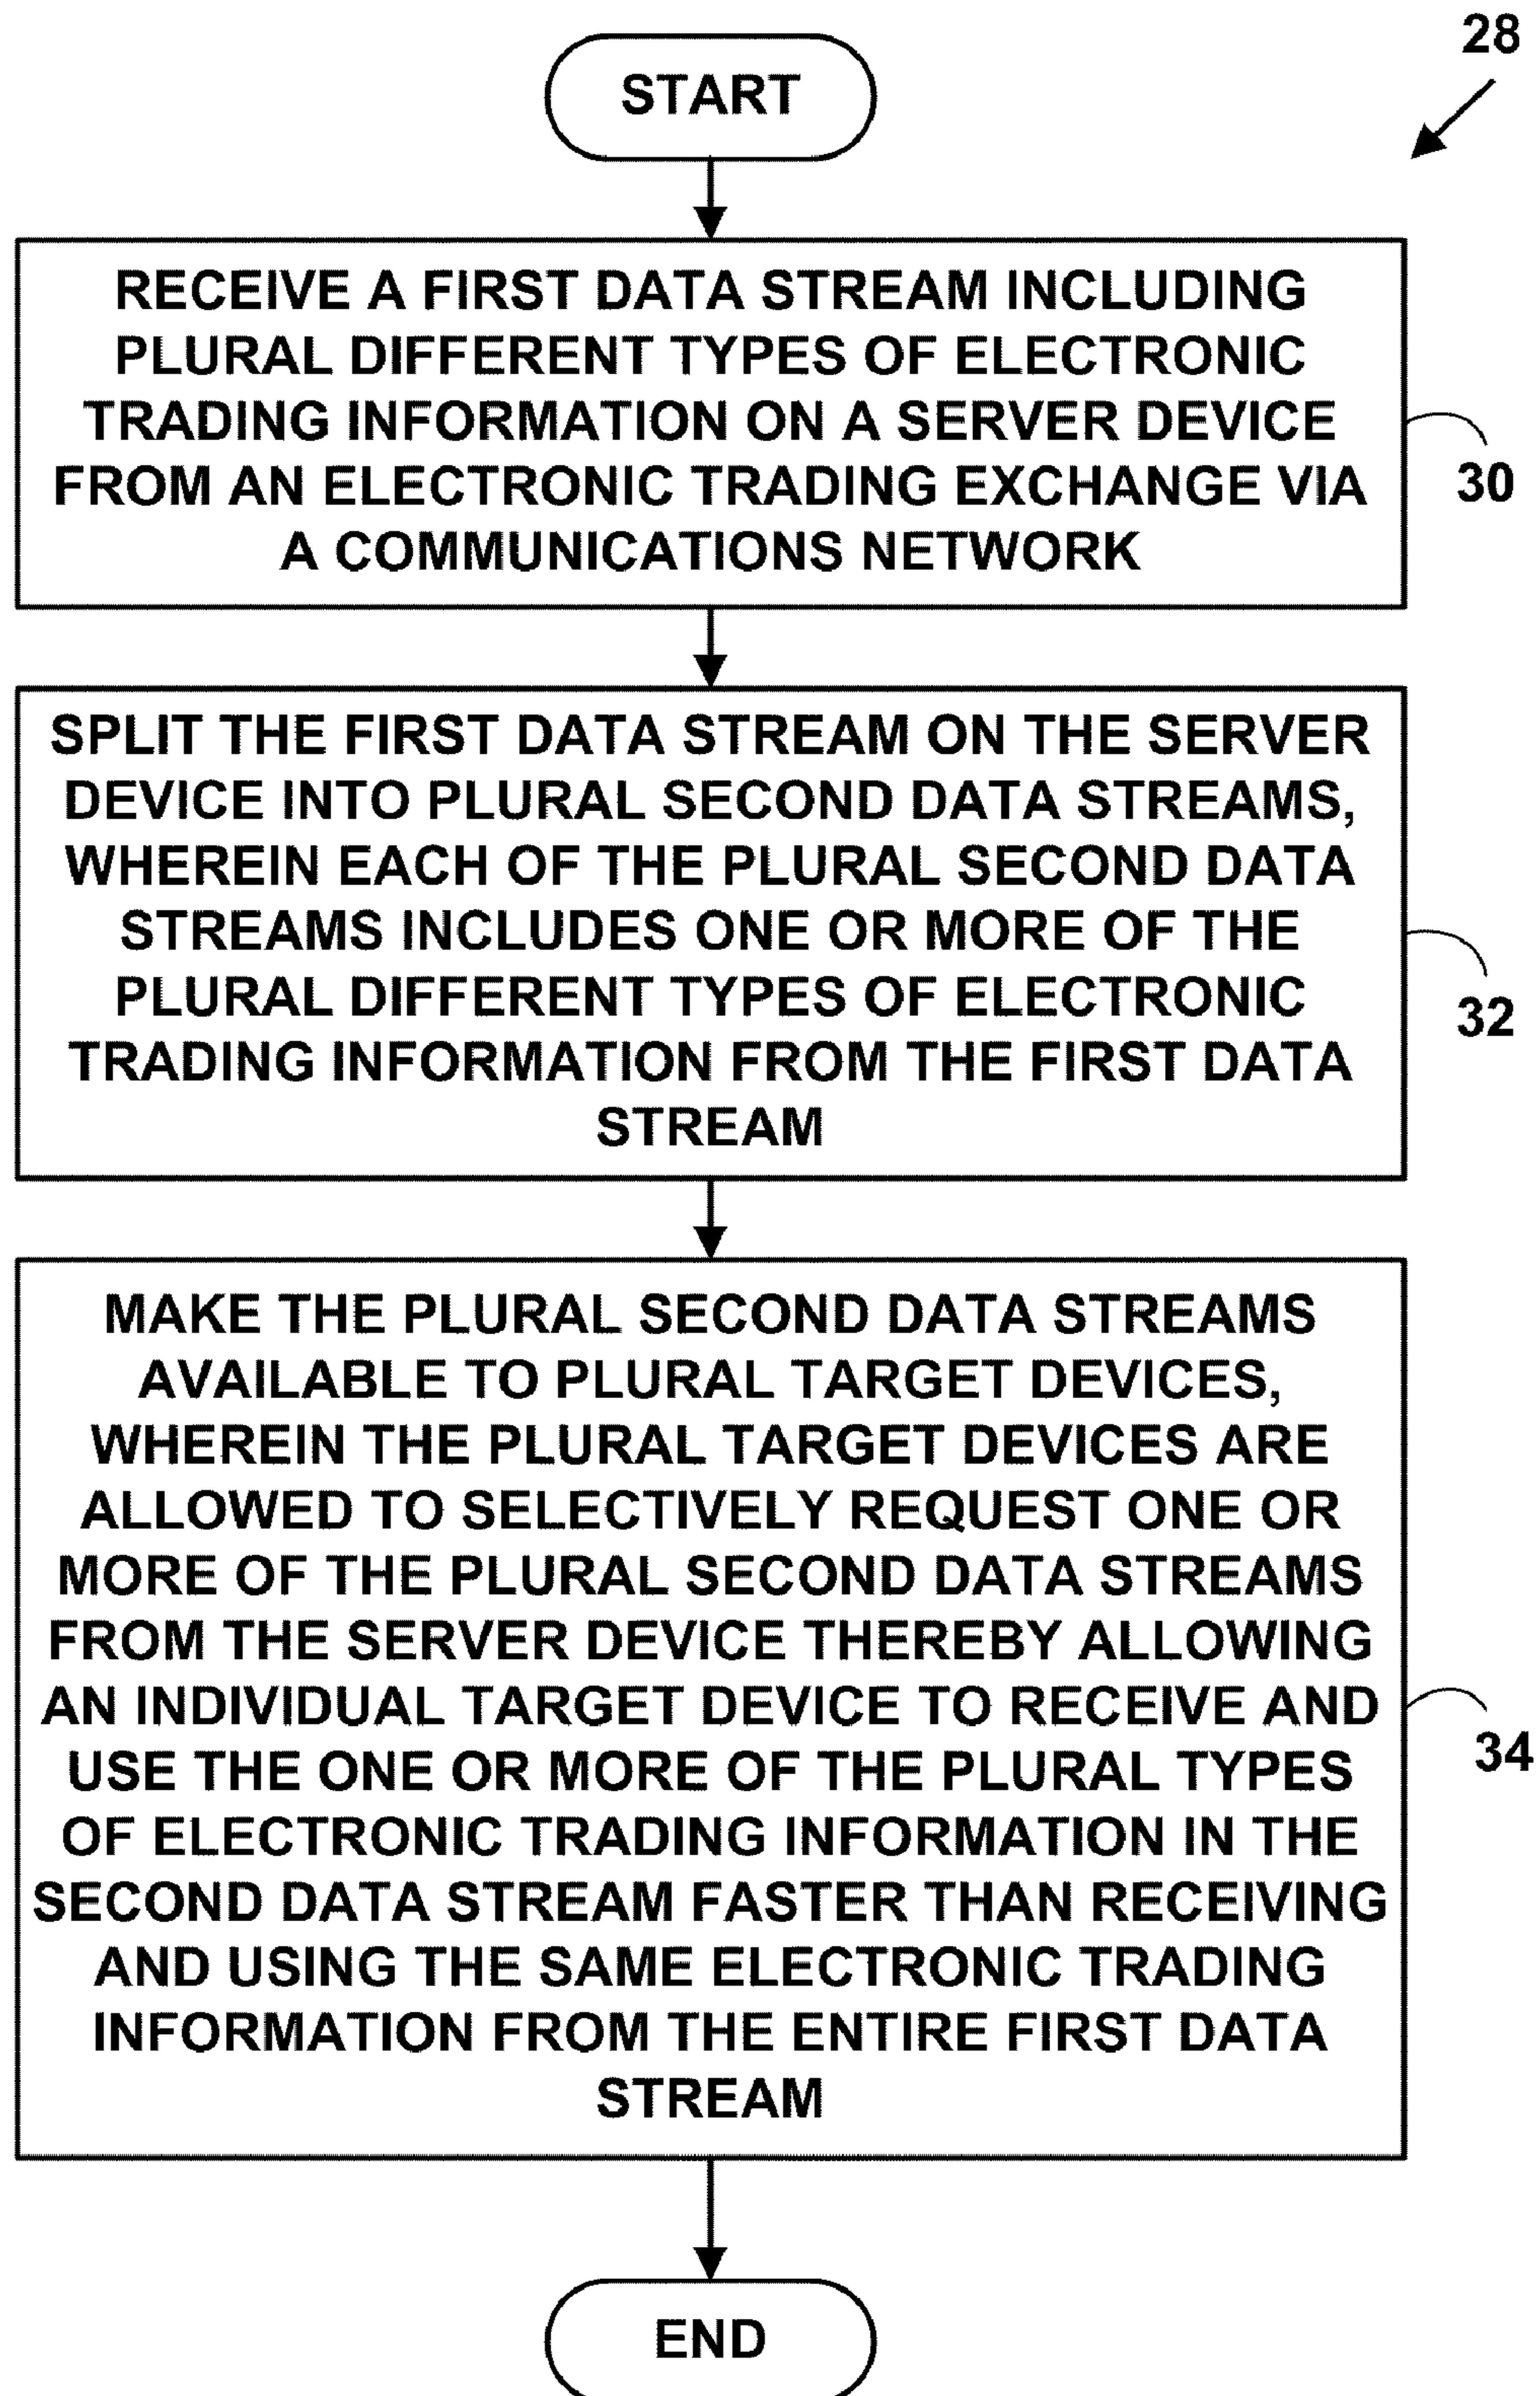 28
START
RECEIVE A FIRST DATA STREAM INCLUDING
PLURAL DIFFERENT TYPES OF ELECTRONIC
TRADING INFORMATION ON A SERVER DEVICE
FROM AN ELECTRONIC TRADING EXCHANGE VIA
A COMMUNICATIONS NETWORK
30
SPLIT THE FIRST DATA STREAM ON THE SERVER
DEVICE INTO PLURAL SECOND DATA STREAMS,
WHEREIN EACH OF THE PLURAL SECOND DATA
STREAMS INCLUDES ONE OR MORE OF THE
PLURAL DIFFERENT TYPES OF ELECTRONIC
TRADING INFORMATION FROM THE FIRST DATA
STREAM
32
MAKE THE PLURAL SECOND DATA STREAMS
AVAILABLE TO PLURAL TARGET DEVICES,
WHEREIN THE PLURAL TARGET DEVICES ARE
ALLOWED TO SELECTIVELY REQUEST ONE OR
MORE OF THE PLURAL SECOND DATA STREAMS
FROM THE SERVER DEVICE THEREBY ALLOWING
AN INDIVIDUAL TARGET DEVICE TO RECEIVE AND
USE THE ONE OR MORE OF THE PLURAL TYPES
OF ELECTRONIC TRADING INFORMATION IN THE
SECOND DATA STREAM FASTER THAN RECEIVING
AND USING THE SAME ELECTRONIC TRADING
INFORMATION FROM THE ENTIRE FIRST DATA
STREAM
34
END